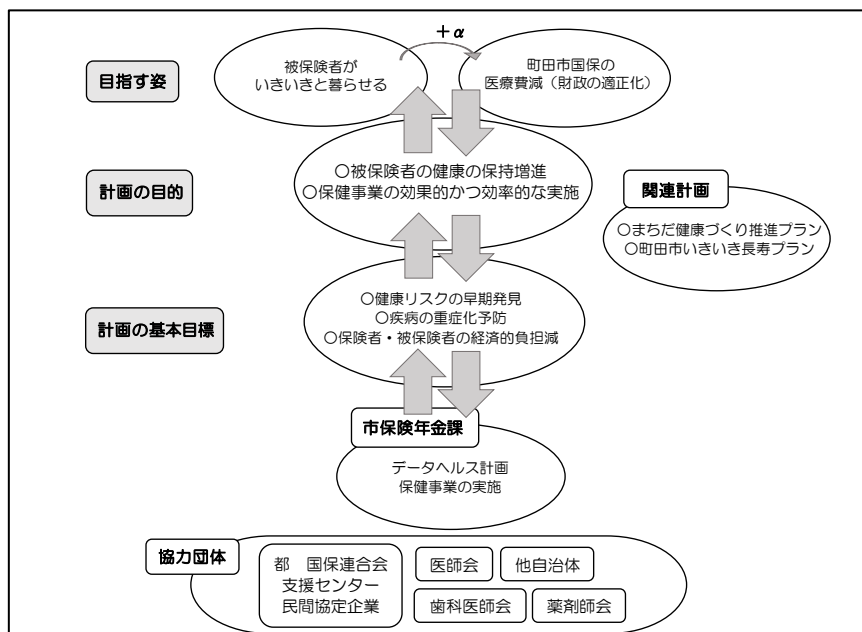 +α
目指す姿
被保険者が
いきいきと暮らせる
町田市国保の
医療費減（財政の適正化）
計画の目的
○被保険者の健康の保持増進
○保健事業の効果的かつ効率的な実施
関連計画
○まちだ健康づくり推進プラン
○町田市いきいき長寿プラン
計画の基本目標
○健康リスクの早期発見
○疾病の重症化予防
○保険者・被保険者の経済的負担減
市保険年金課
データヘルス計画
保健事業の実施
協力団体
都　国保連合会
支援センター
民間協定企業
医師会
他自治体
歯科医師会
薬剤師会